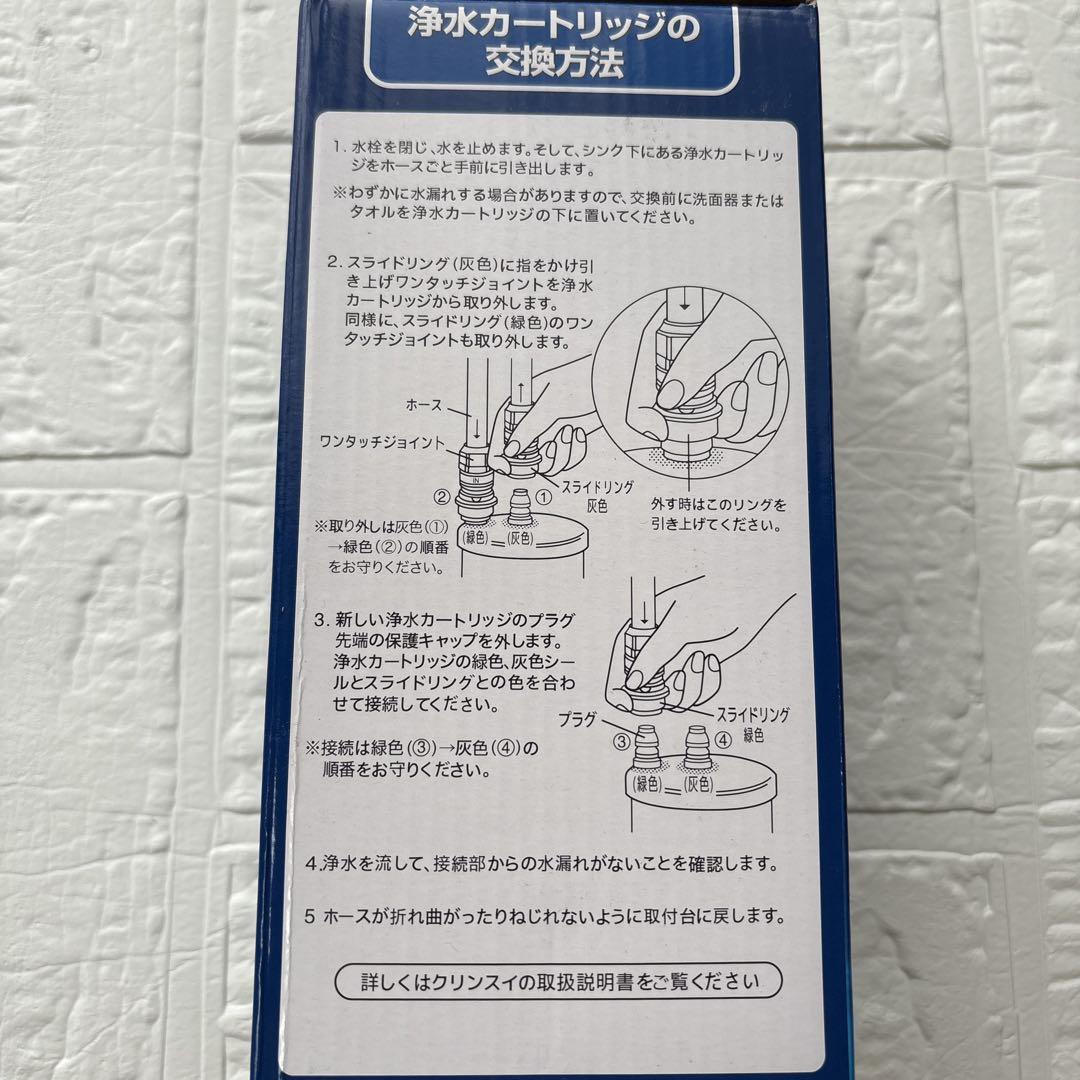 浄水カートリッジの
交換方法
1. 水栓を閉じ、水を止めます。そして、シンク下にある浄水カートリッ
ジをホースごと手前に引き出します。
※わずかに水漏れする場合がありますので、交換前に洗面器または
タオルを浄水カートリッジの下に置いてください。
2. スライドリング(灰色)に指をかけ引
き上げワンタッチジョイントを浄水
カートリッジから取り外します。
同様に、スライドリング(緑色)のワン
タッチジョイントも取り外します。
ホース
ワンタッチジョイント
IN
②
①
スライドリング
灰色
(緑色)
(灰色)
外す時はこのリングを
引き上げてください。
※取り外しは灰色(①)
→緑色(②)の順番
をお守りください。
3. 新しい浄水カートリッジのプラグ
先端の保護キャップを外します。
浄水カートリッジの緑色、灰色シー
ルとスライドリングとの色を合わ
せて接続してください。
※接続は緑色(③)→灰色(④)の
順番をお守りください。
プラグ
③
④
スライドリング
緑色
(緑色)
(灰色)
4.浄水を流して、接続部からの水漏れがないことを確認します。
5 ホースが折れ曲がったりねじれないように取付台に戻します。
詳しくはクリンスイの取扱説明書をご覧ください